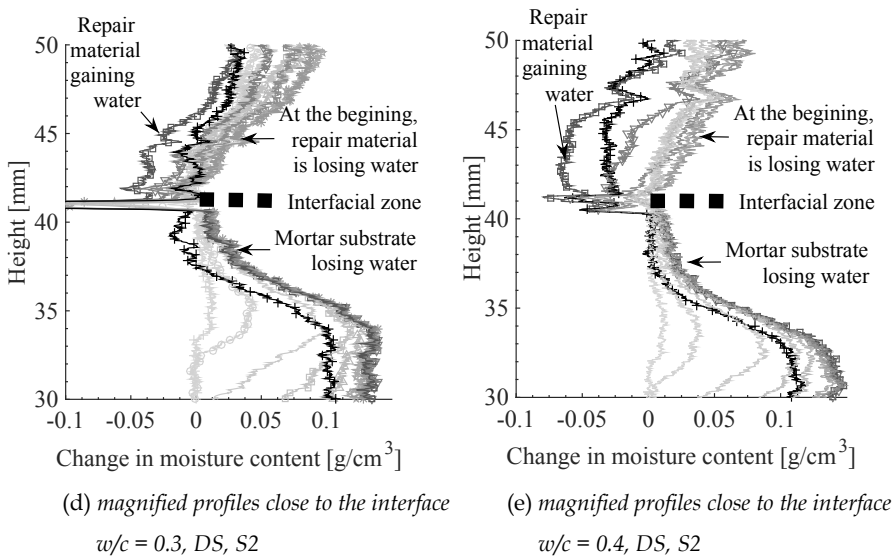 Repair
material
gaining
water
At the begining,
repair material
is losing water
Interfacial zone
Mortar substrate
losing water
Height [mm]
50
45
40
35
30
-0.1
-0.05
0
0.05
0.1
Change in moisture content [g/cm³]
(d) magnified profiles close to the interface
w/c = 0.3, DS, S2
Repair
material
gaining
water
At the begining,
repair material
is losing water
Interfacial zone
Mortar substrate
losing water
Height [mm]
50
45
40
35
30
-0.1
-0.05
0
0.05
0.1
Change in moisture content [g/cm³]
(e) magnified profiles close to the interface
w/c = 0.4, DS, S2